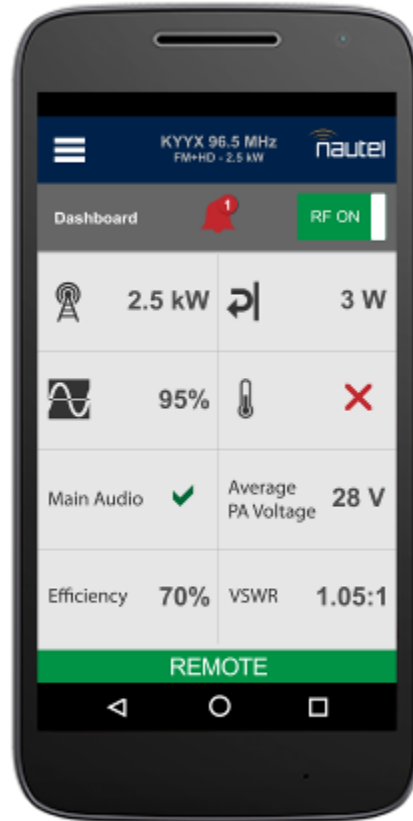 KYYX 96.5 MHz
FM+HD - 2.5 kW
nautel
Dashboard
1
RF ON
2.5 kW
3 W
95%
Main Audio
Average
PA Voltage
28 V
Efficiency
70%
VSWR
1.05:1
REMOTE